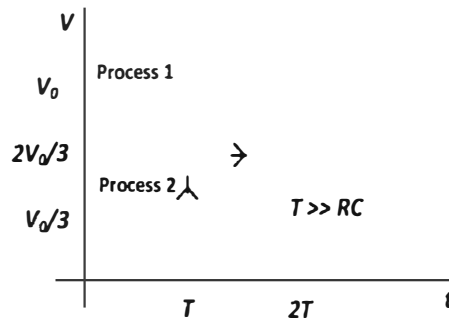 V
Process 1
V₀
2V₀/3
Process 2
V₀/3
T >> RC
T
2T
t